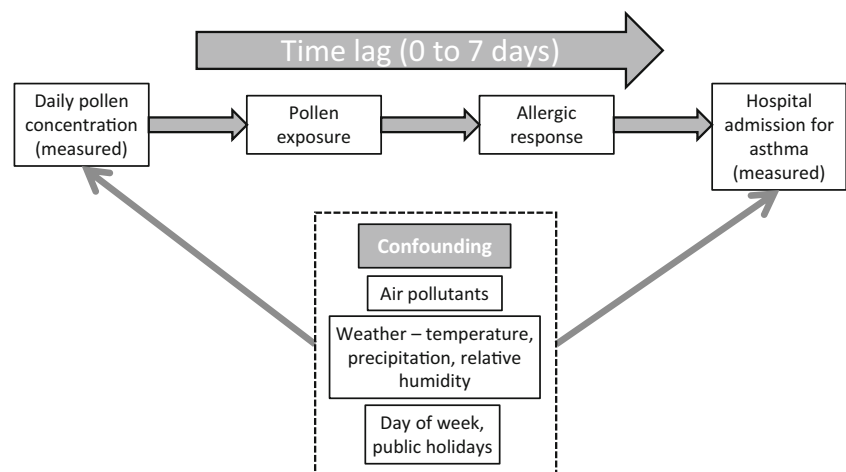 Time lag (0 to 7 days)
Daily pollen
concentration
(measured)
Pollen
exposure
Allergic
response
Hospital
admission for
asthma
(measured)
Confounding
Air pollutants
Weather – temperature,
precipitation, relative
humidity
Day of week,
public holidays